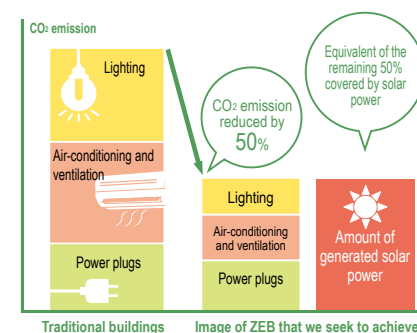 CO2 emission
Lighting
Air-conditioning and
ventilation
Power plugs
CO2 emission
reduced by
50%
Equivalent of the
remaining 50%
covered by solar
power
Lighting
Air-conditioning
and ventilation
Power plugs
Amount of
generated solar
power
Traditional buildings
Image of ZEB that we seek to achieve